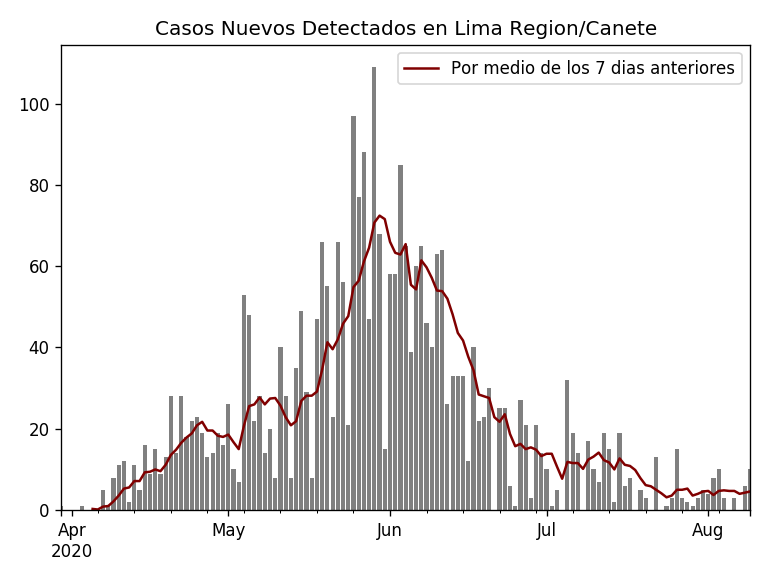 Casos Nuevos Detectados en Lima Region/Canete
Por medio de los 7 dias anteriores
100
80
60
40
20
0
Apr May Jun Jul Aug
2020